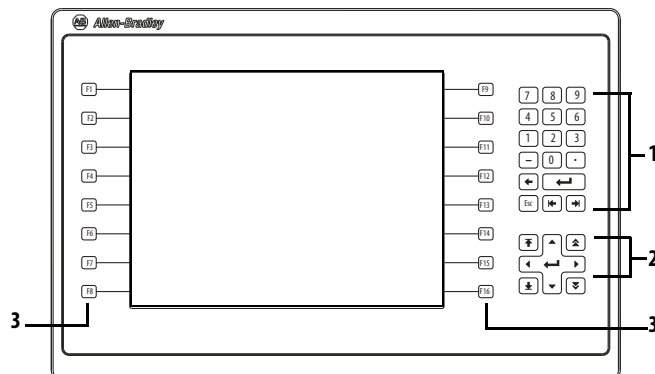 AB Allen-Bradley
F1 F9 7 8 9
F2 F10 4 5 6
F3 F11 1 2 3 1
F4 F12 - 0 .
F5 F13 Esc
F6 F14 2
F7 F15
F8 F16
3 3